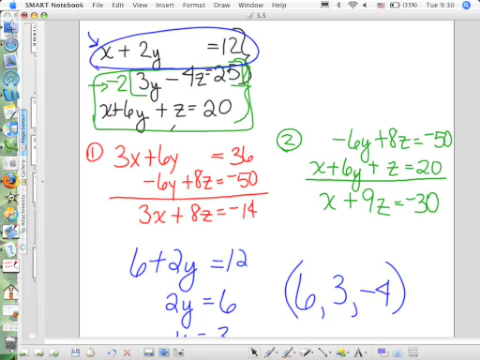 SMART Notebook File Edit View Insert Format Draw Window Help (31%) Tue 9:30
3.5
x + 2y = 12
-2 3y - 4z = 25
x + 6y + z = 20
① 3x + 6y = 36
-6y + 8z = -50
3x + 8z = -14
② -6y + 8z = -50
x + 6y + z = 20
x + 9z = -30
6 + 2y = 12
2y = 6
(6, 3, -4)